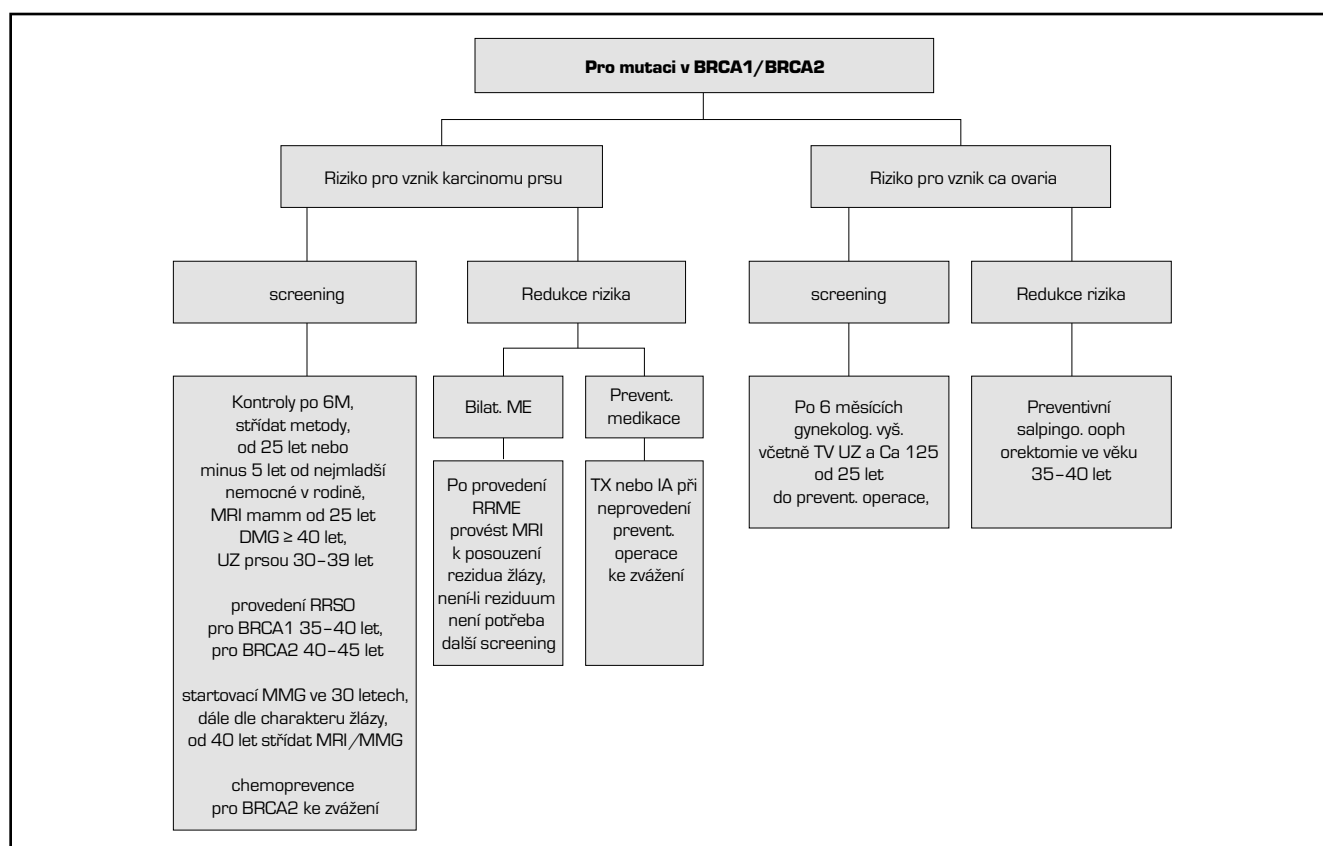 Pro mutaci v BRCA1/BRCA2
Riziko pro vznik karcinomu prsu
Riziko pro vznik ca ovaria
screening
Redukce rizika
screening
Redukce rizika
Kontroly po 6M,
střídat metody,
od 25 let nebo
minus 5 let od nejmladší
nemocné v rodině,
MRI mamm od 25 let
DMG ≥ 40 let,
UZ prsou 30–39 let
provedení RRSO
pro BRCA1 35–40 let,
pro BRCA2 40–45 let
startovací MMG ve 30 letech,
dále dle charakteru žlázy,
od 40 let střídat MRI/MMG
chemoprevence
pro BRCA2 ke zvážení
Bilat. ME
Po provedení
RRME
provést MRI
k posouzení
rezidua žlázy,
není-li reziduum
není potřeba
další screening
Prevent.
medikace
TX nebo IA při
neprovedení
prevent.
operace
ke zvážení
Po 6 měsících
gynekolog. vyš.
včetně TV UZ a Ca 125
od 25 let
do prevent. operace,
Preventivní
salpingo. ooph
orektomie ve věku
35–40 let